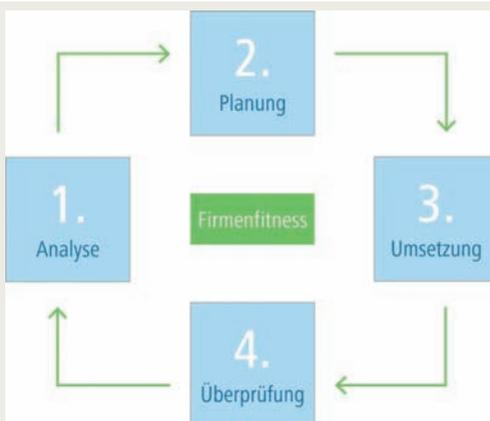 1.
Analyse
2.
Planung
3.
Umsetzung
4.
Überprüfung
Firmenfitness